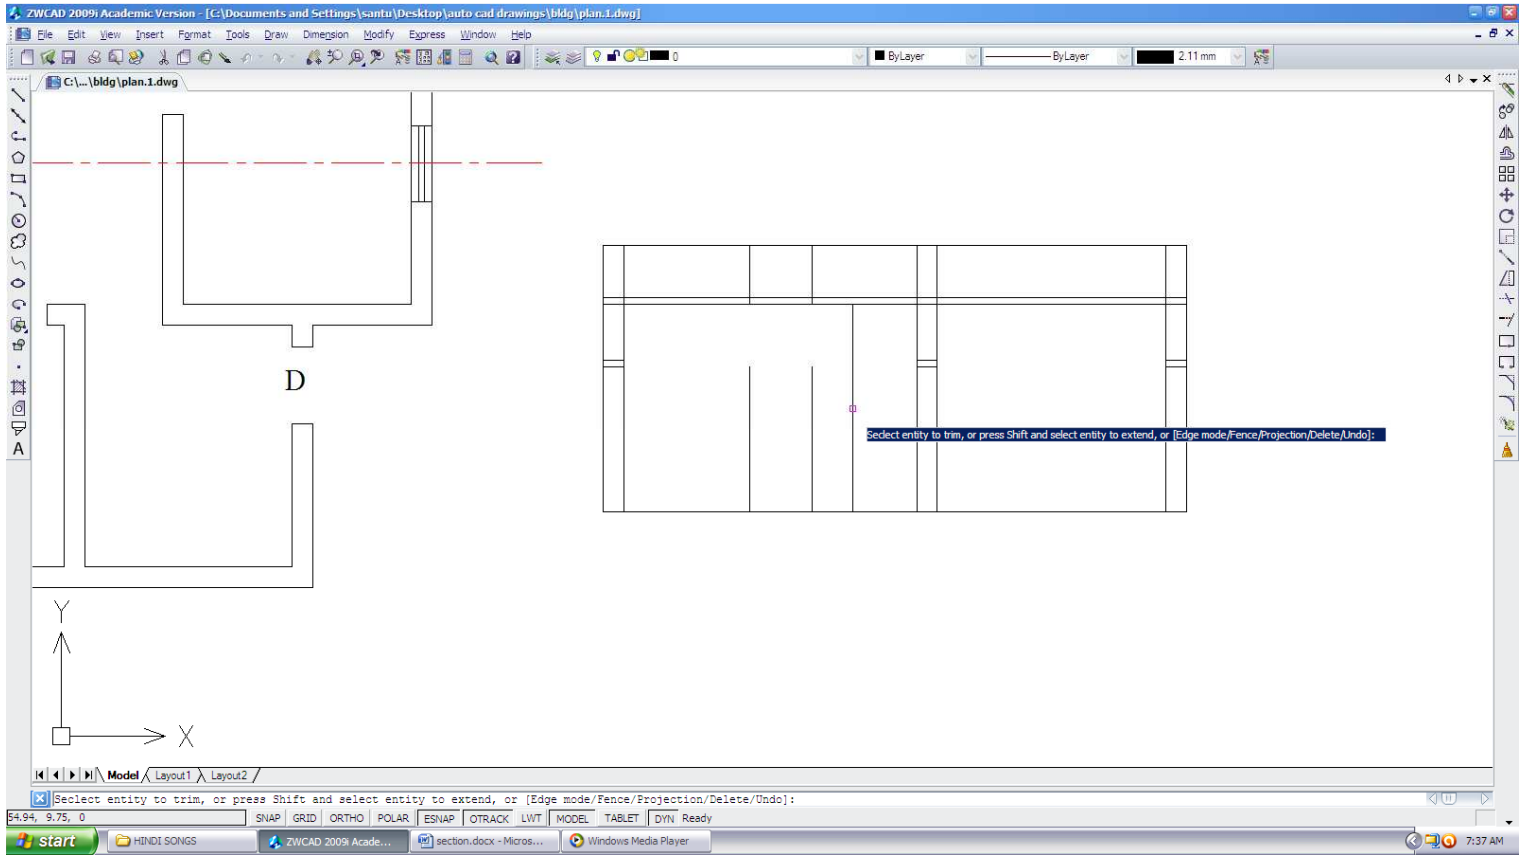 ZWCAD 2009i Academic Version - [C:\Documents and Settings\santu\Desktop\auto cad drawings\bldg\plan.1.dwg]
File Edit View Insert Format Tools Draw Dimension Modify Express Window Help
0 ByLayer ByLayer 2.11 mm
C:\...\bldg\plan.1.dwg
D
Seclect entity to trim, or press Shift and select entity to extend, or [Edge mode/Fence/Projection/Delete/Undo]:
Y
X
A
Model Layout1 Layout2
Seclect entity to trim, or press Shift and select entity to extend, or [Edge mode/Fence/Projection/Delete/Undo]:
54.94, 9.75, 0 SNAP GRID ORTHO POLAR ESNAP OTRACK LWT MODEL TABLET DYN Ready
start HINDI SONGS ZWCAD 2009i Acade... section.docx - Micros... Windows Media Player 7:37 AM